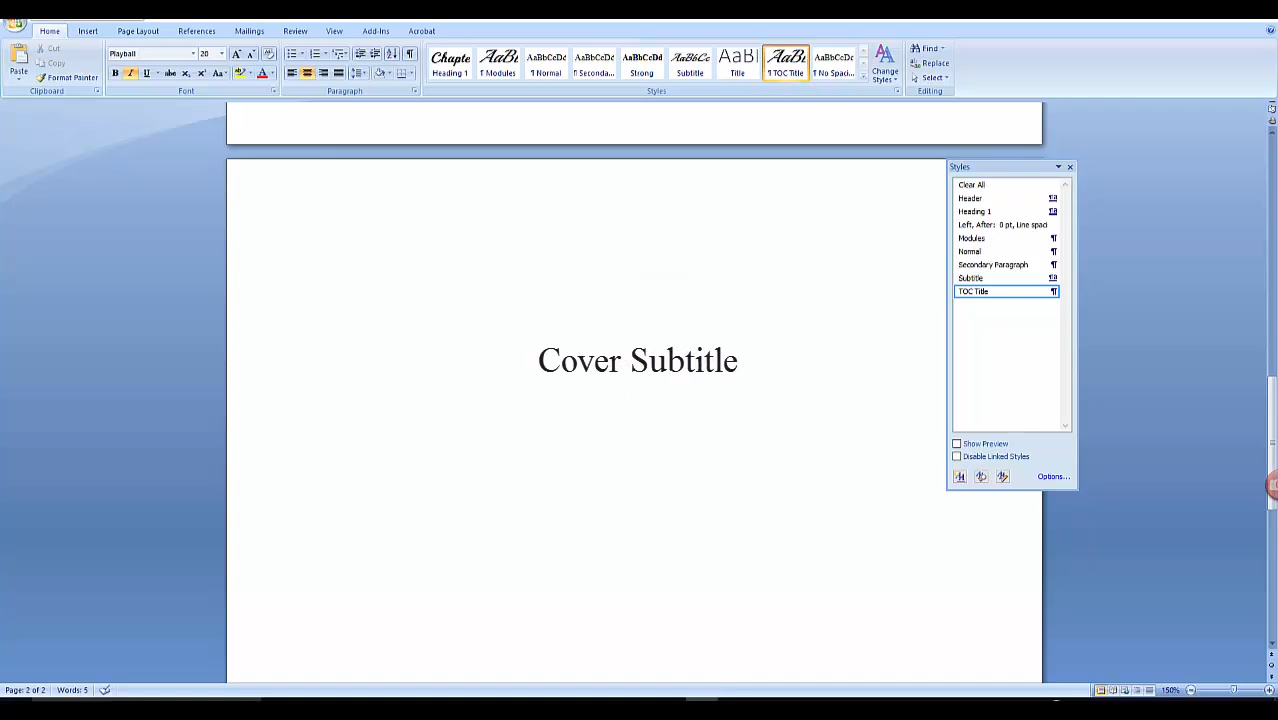 Home Insert Page Layout References Mailings Review View Add-Ins Acrobat
Cut
Copy
Format Painter
Paste
Clipboard
Playball 20
Font
Paragraph
Chapte AaBb AaBbCcDc AaBbCcDc AaBbCcDd AaBbCc AaBl AaBb AaBbCcDc
Heading 1 ¶ Modules ¶ Normal ¶ Seconda... Strong Subtitle Title ¶ TOC Title ¶ No Spaci...
Styles
Change Styles
Find
Replace
Select
Editing
Cover Subtitle
Styles
Clear All
Header
Heading 1
Left, After: 0 pt, Line spaci
Modules
Normal
Secondary Paragraph
Subtitle
TOC Title
Show Preview
Disable Linked Styles
Options...
Page: 2 of 2 Words: 5 150%